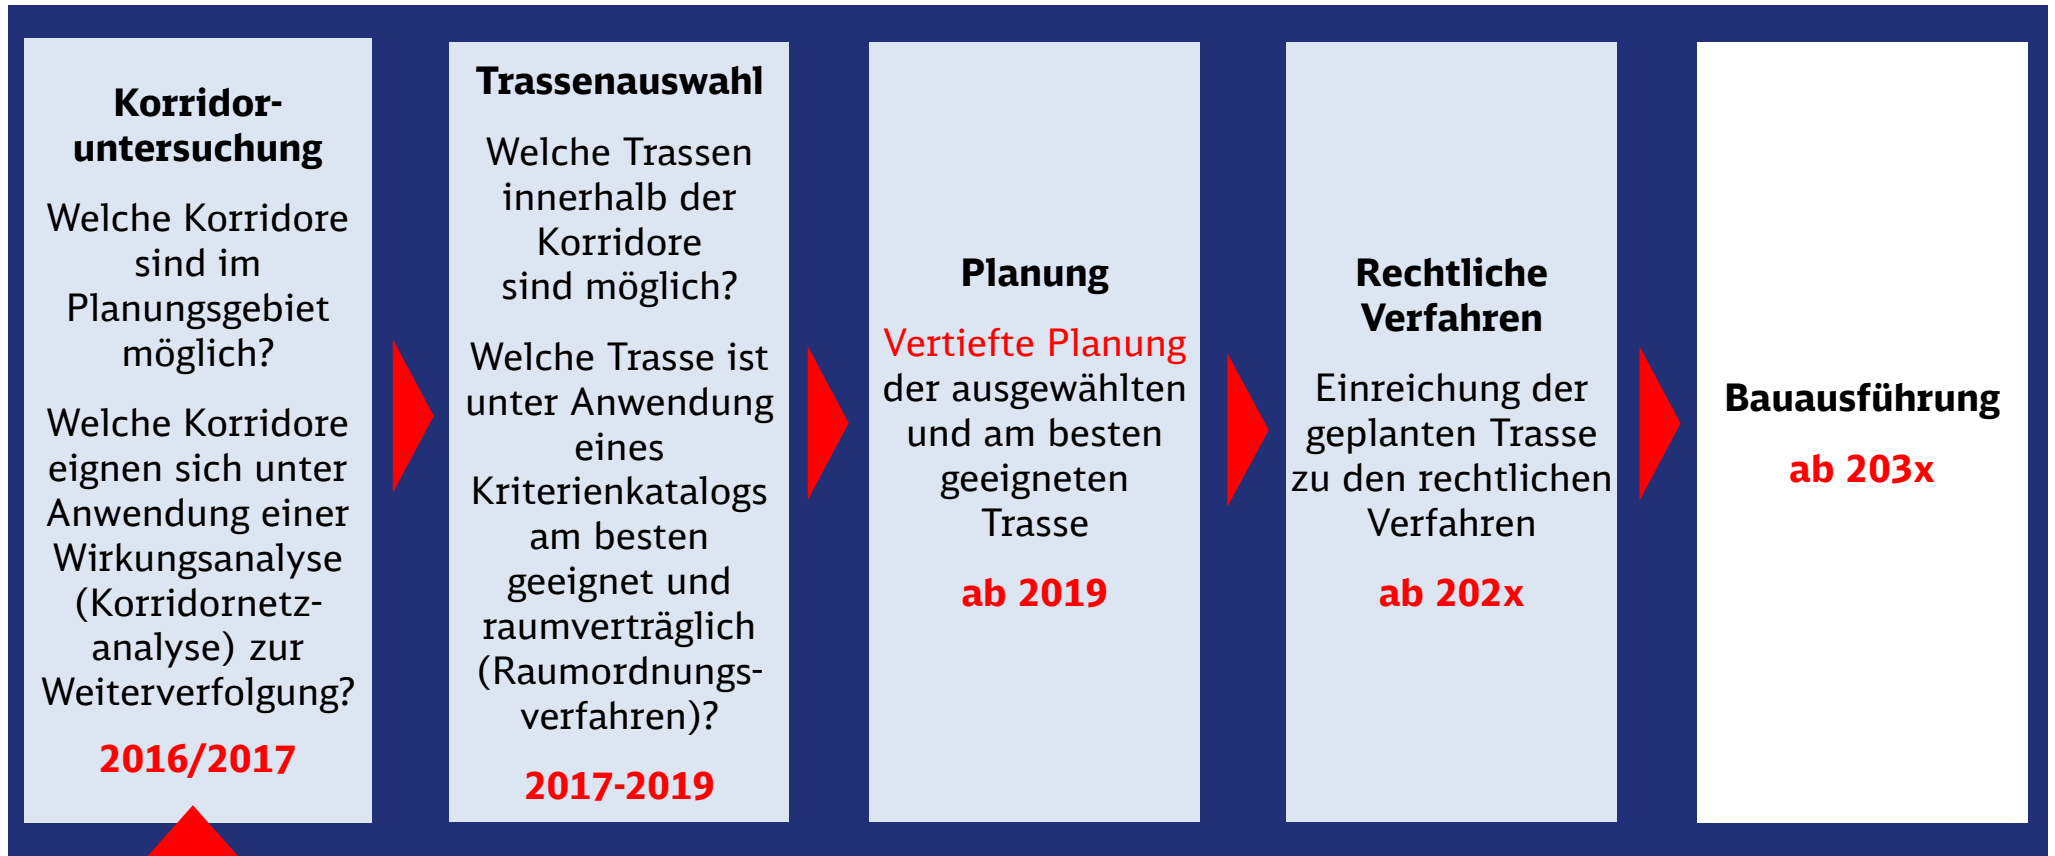 Korridor-
untersuchung
Welche Korridore
sind im
Planungsgebiet
möglich?
Welche Korridore
eignen sich unter
Anwendung einer
Wirkungsanalyse
(Korridornetz-
analyse) zur
Weiterverfolgung?
2016/2017
Trassenauswahl
Welche Trassen
innerhalb der
Korridore
sind möglich?
Welche Trasse ist
unter Anwendung
eines
Kriterienkatalogs
am besten
geeignet und
raumverträglich
(Raumordnungs-
verfahren)?
2017-2019
Planung
Vertiefte Planung
der ausgewählten
und am besten
geeigneten
Trasse
ab 2019
Rechtliche
Verfahren
Einreichung der
geplanten Trasse
zu den rechtlichen
Verfahren
ab 202x
Bauausführung
ab 203x